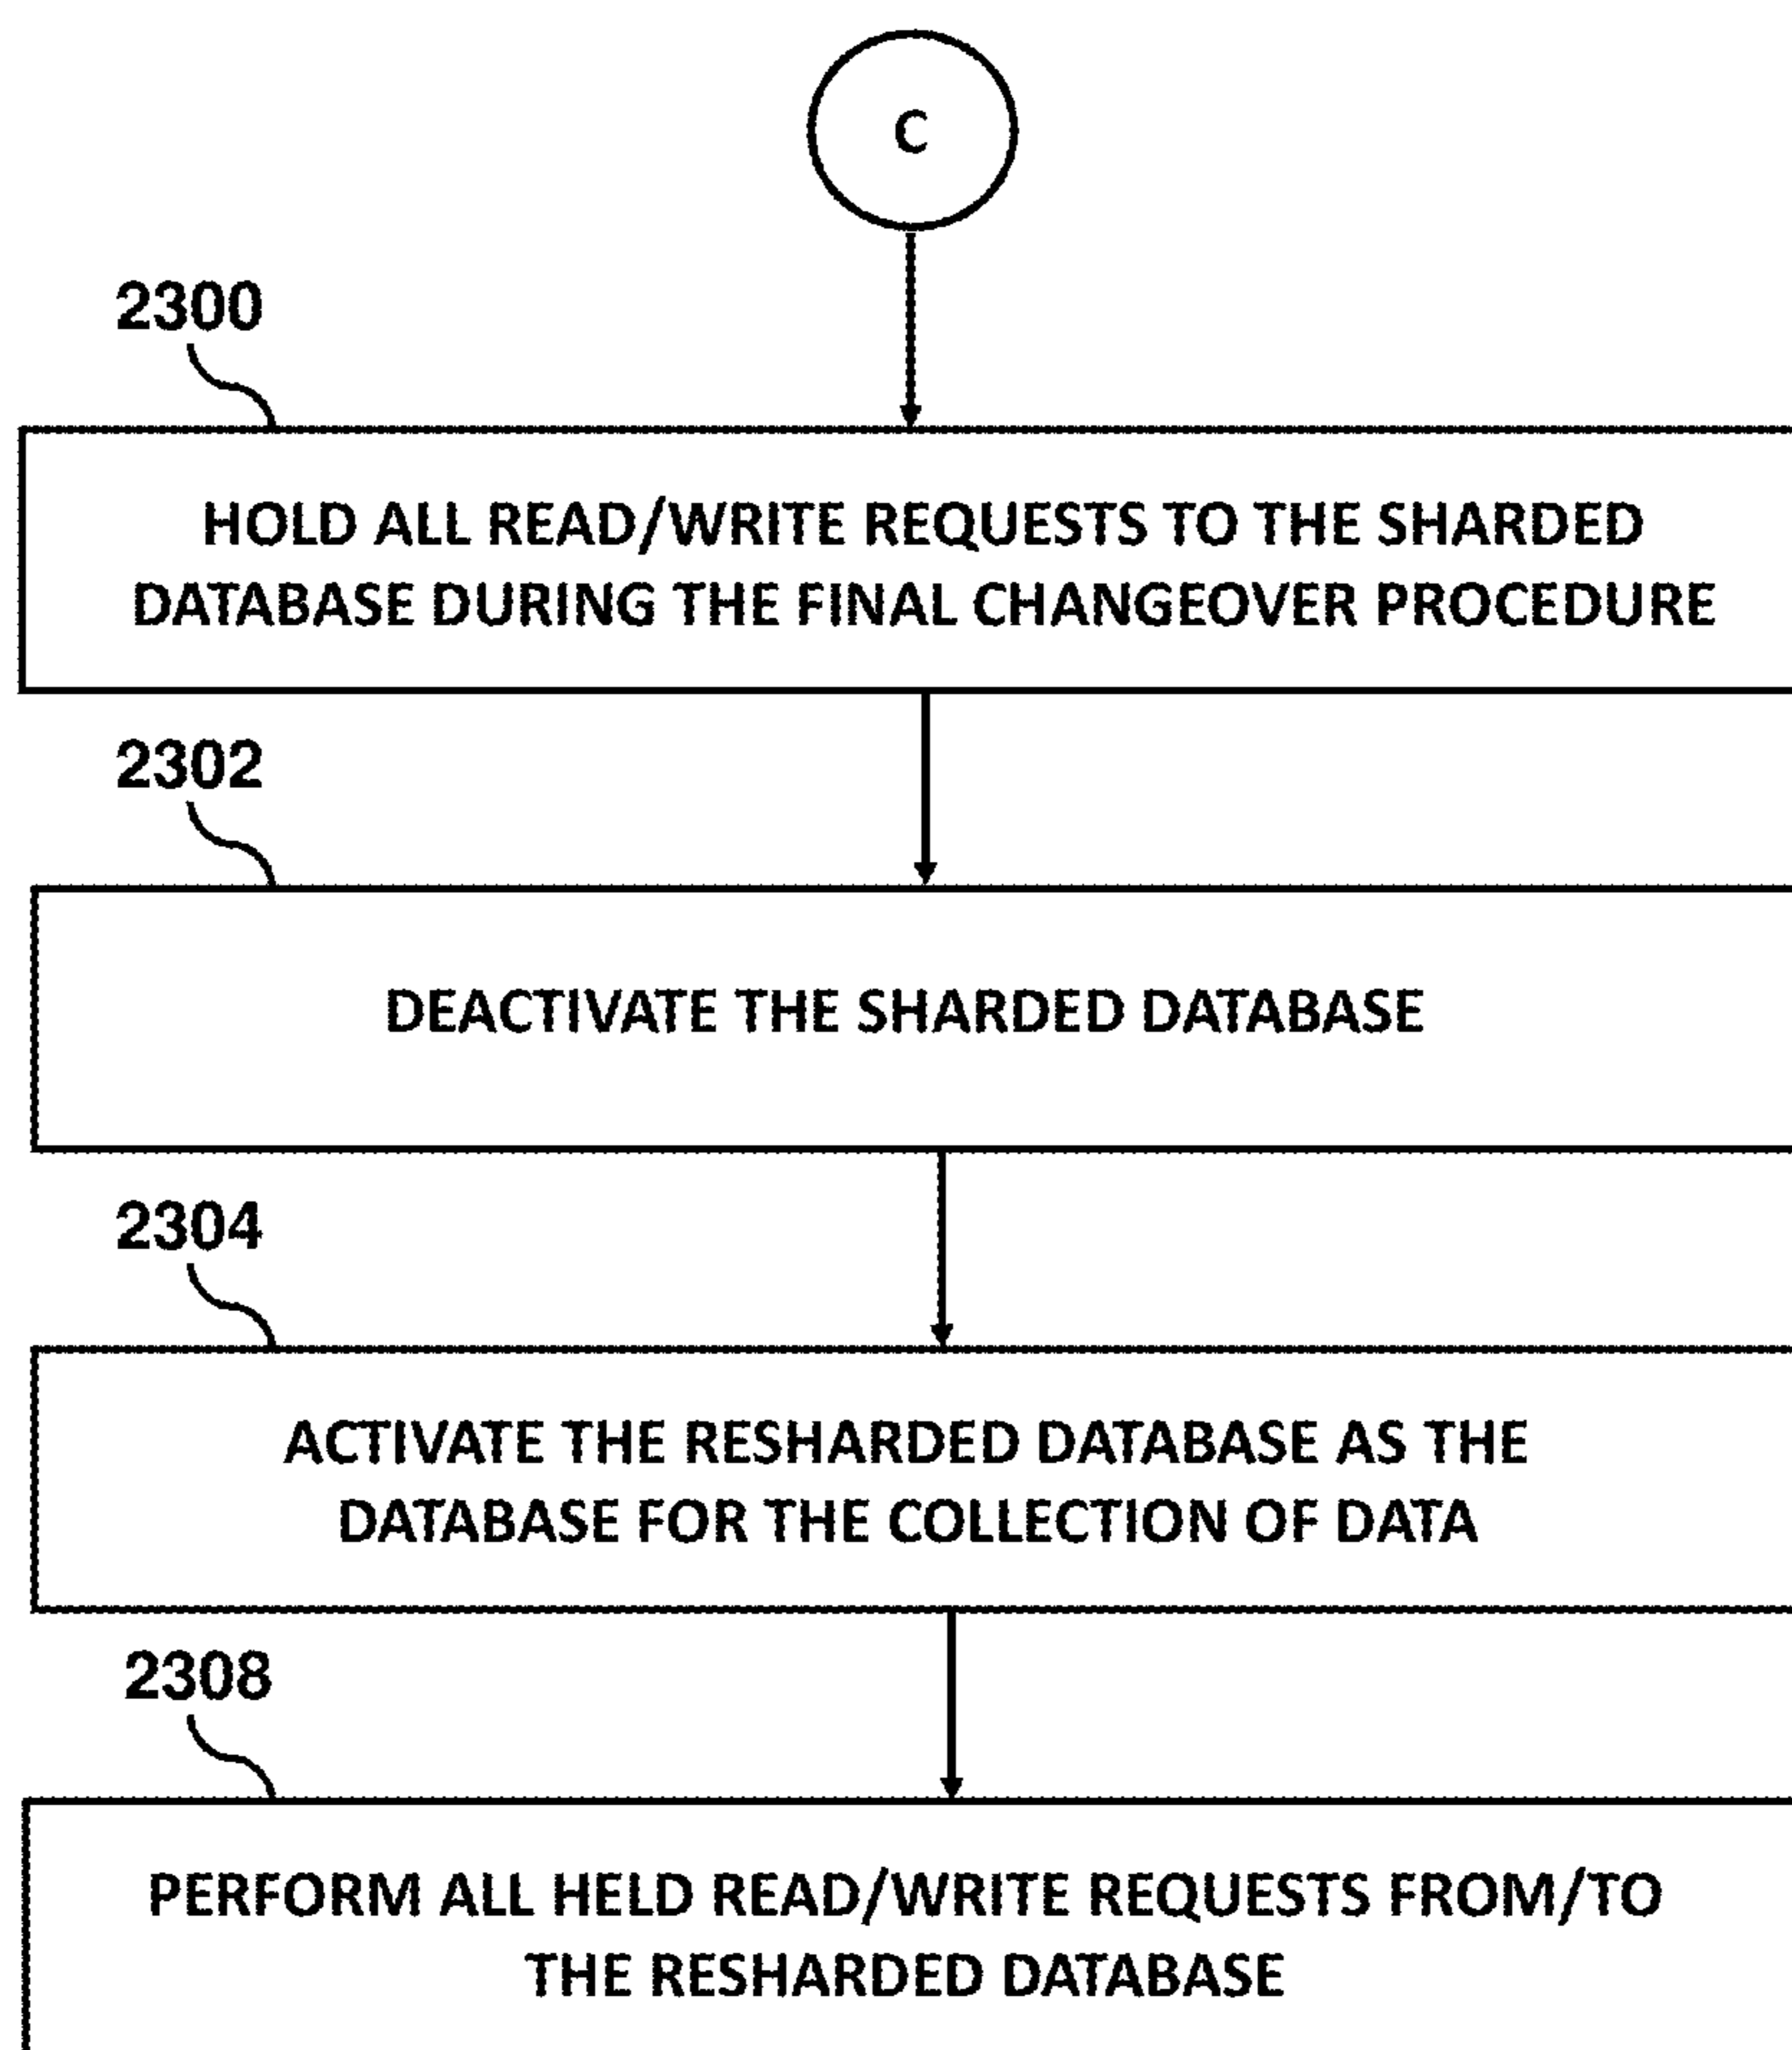 C
2300
HOLD ALL READ/WRITE REQUESTS TO THE SHARDED
DATABASE DURING THE FINAL CHANGEOVER PROCEDURE
2302
DEACTIVATE THE SHARDED DATABASE
2304
ACTIVATE THE RESHARDED DATABASE AS THE
DATABASE FOR THE COLLECTION OF DATA
2308
PERFORM ALL HELD READ/WRITE REQUESTS FROM/TO
THE RESHARDED DATABASE